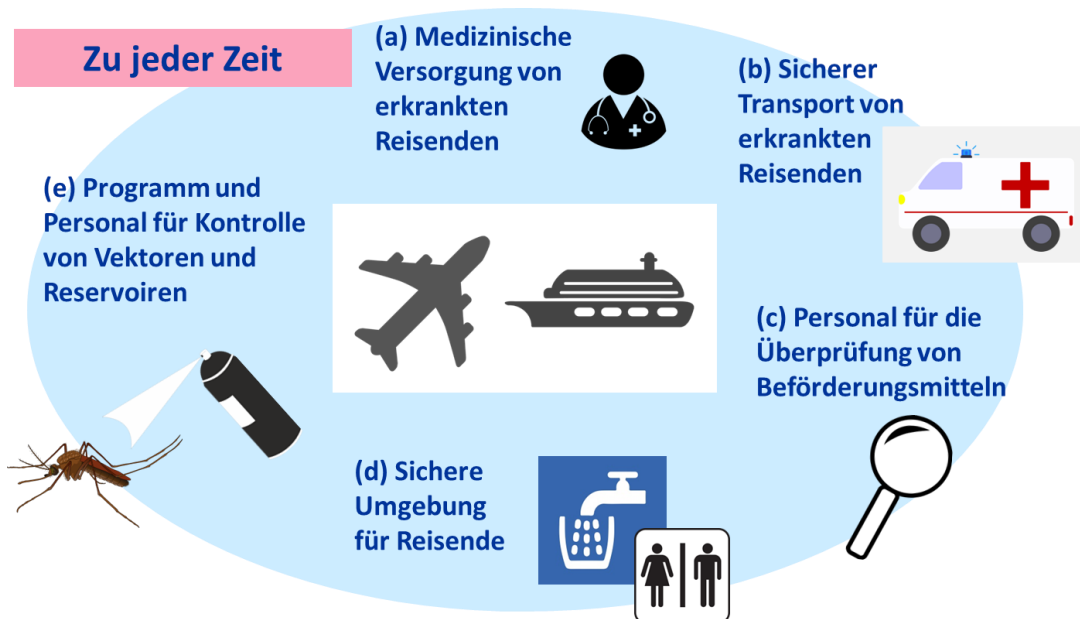 Zu jeder Zeit
(a) Medizinische
Versorgung von
erkrankten
Reisenden
(b) Sicherer
Transport von
erkrankten
Reisenden
(c) Personal für die
Überprüfung von
Beförderungsmitteln
(d) Sichere
Umgebung
für Reisende
(e) Programm und
Personal für Kontrolle
von Vektoren und
Reservoiren